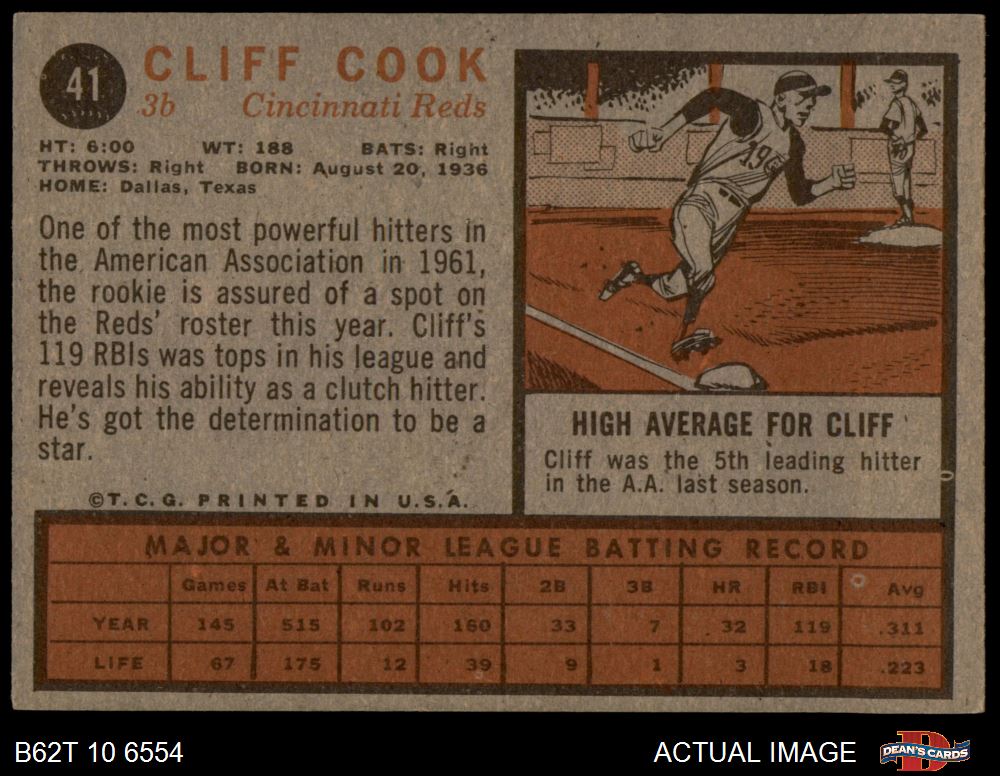 41
CLIFF COOK
3b Cincinnati Reds
HT: 6:00 WT: 188 BATS: Right
THROWS: Right BORN: August 20, 1936
HOME: Dallas, Texas
One of the most powerful hitters in
the American Association in 1961,
the rookie is assured of a spot on
the Reds' roster this year. Cliff's
119 RBIs was tops in his league and
reveals his ability as a clutch hitter.
He's got the determination to be a
star.
©T.C.G. PRINTED IN U.S.A.
HIGH AVERAGE FOR CLIFF
Cliff was the 5th leading hitter
in the A.A. last season.
MAJOR & MINOR LEAGUE BATTING RECORD
Games At Bat Runs Hits 2B 3B HR RBI Avg
YEAR 145 515 102 160 33 7 32 119 .311
LIFE 67 175 12 39 9 1 3 18 .223
B62T 10 6554
ACTUAL IMAGE
DEAN'S CARDS